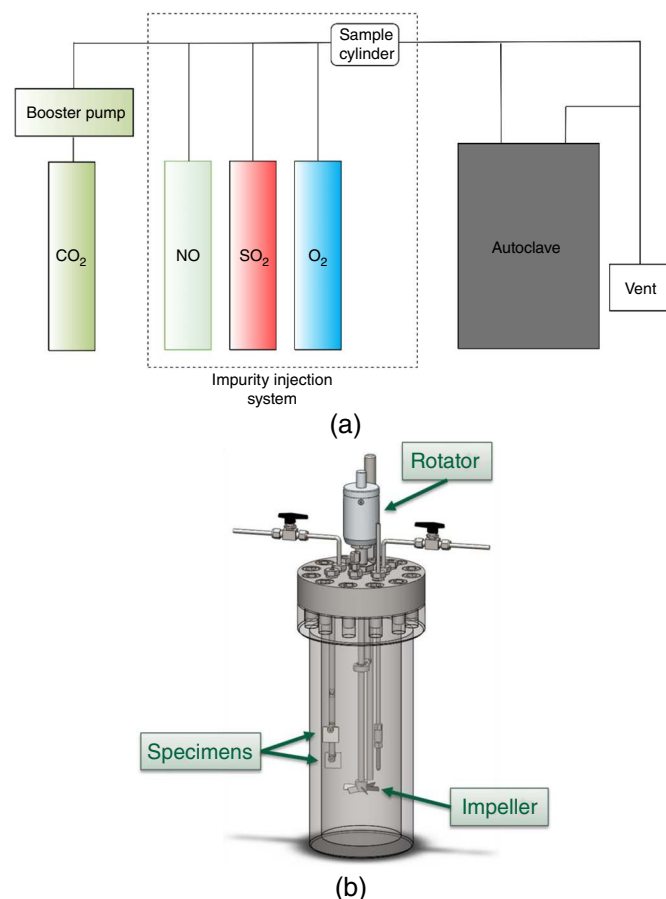 Sample
cylinder
Booster pump
CO₂
NO
SO₂
O₂
Autoclave
Vent
Impurity injection
system
(a)
Rotator
Specimens
Impeller
(b)